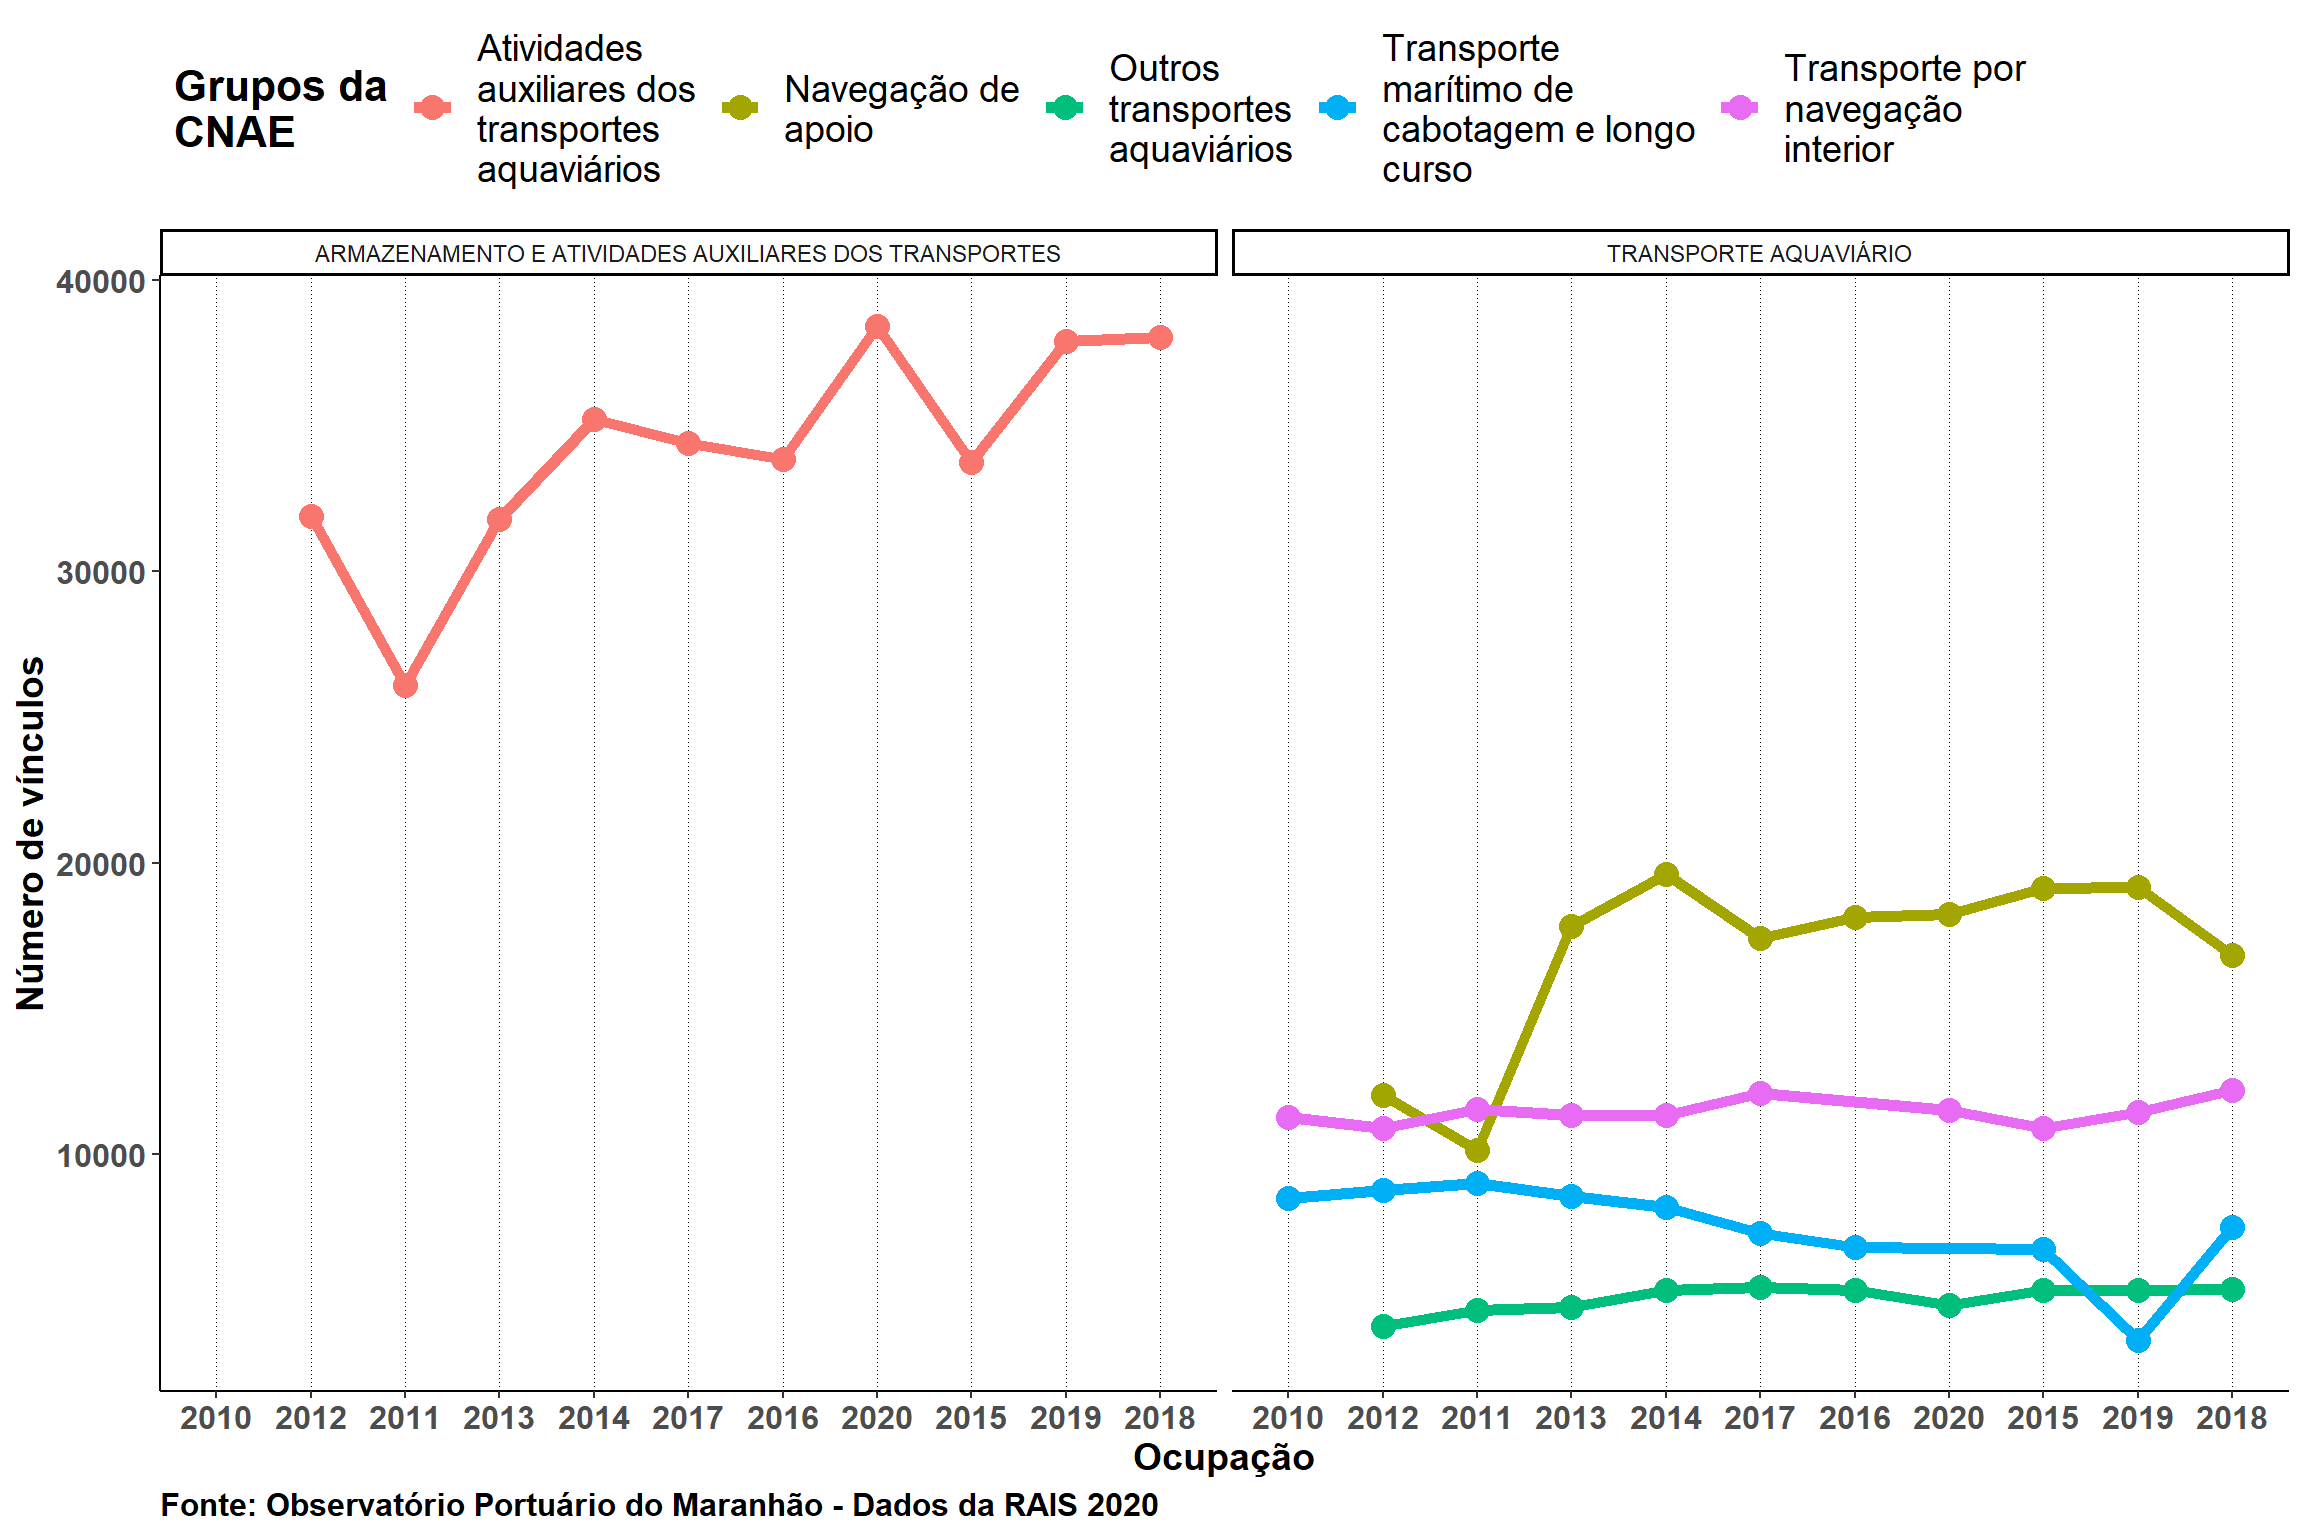 Grupos da
CNAE
Atividades
auxiliares dos
transportes
aquaviários
Navegação de
apoio
Outros
transportes
aquaviários
Transporte
marítimo de
cabotagem e longo
curso
Transporte por
navegação
interior
ARMAZENAMENTO E ATIVIDADES AUXILIARES DOS TRANSPORTES
TRANSPORTE AQUAVIÁRIO
40000
30000
20000
10000
Número de vínculos
2010 2012 2011 2013 2014 2017 2016 2020 2015 2019 2018
2010 2012 2011 2013 2014 2017 2016 2020 2015 2019 2018
Ocupação
Fonte: Observatório Portuário do Maranhão - Dados da RAIS 2020